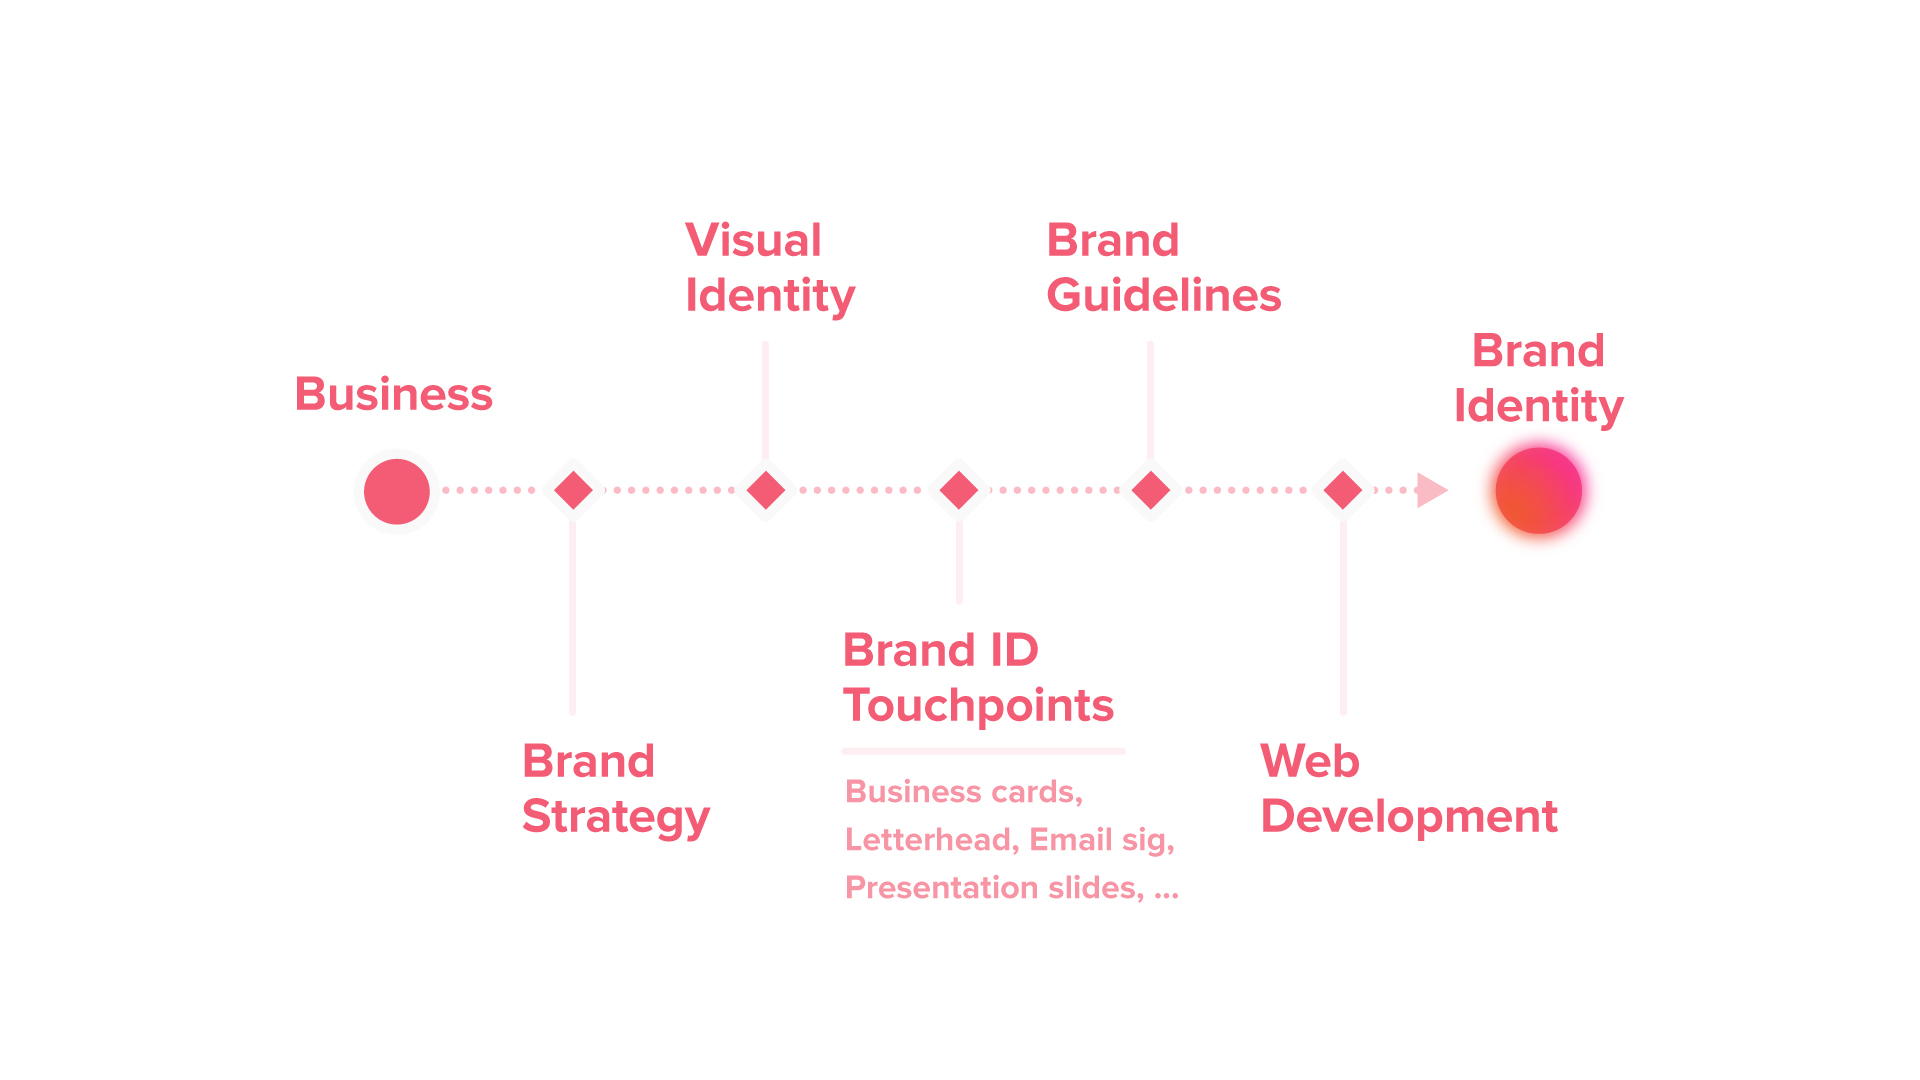 Business
Brand
Strategy
Visual
Identity
Brand ID
Touchpoints
Business cards,
Letterhead, Email sig,
Presentation slides, ...
Brand
Guidelines
Web
Development
Brand
Identity